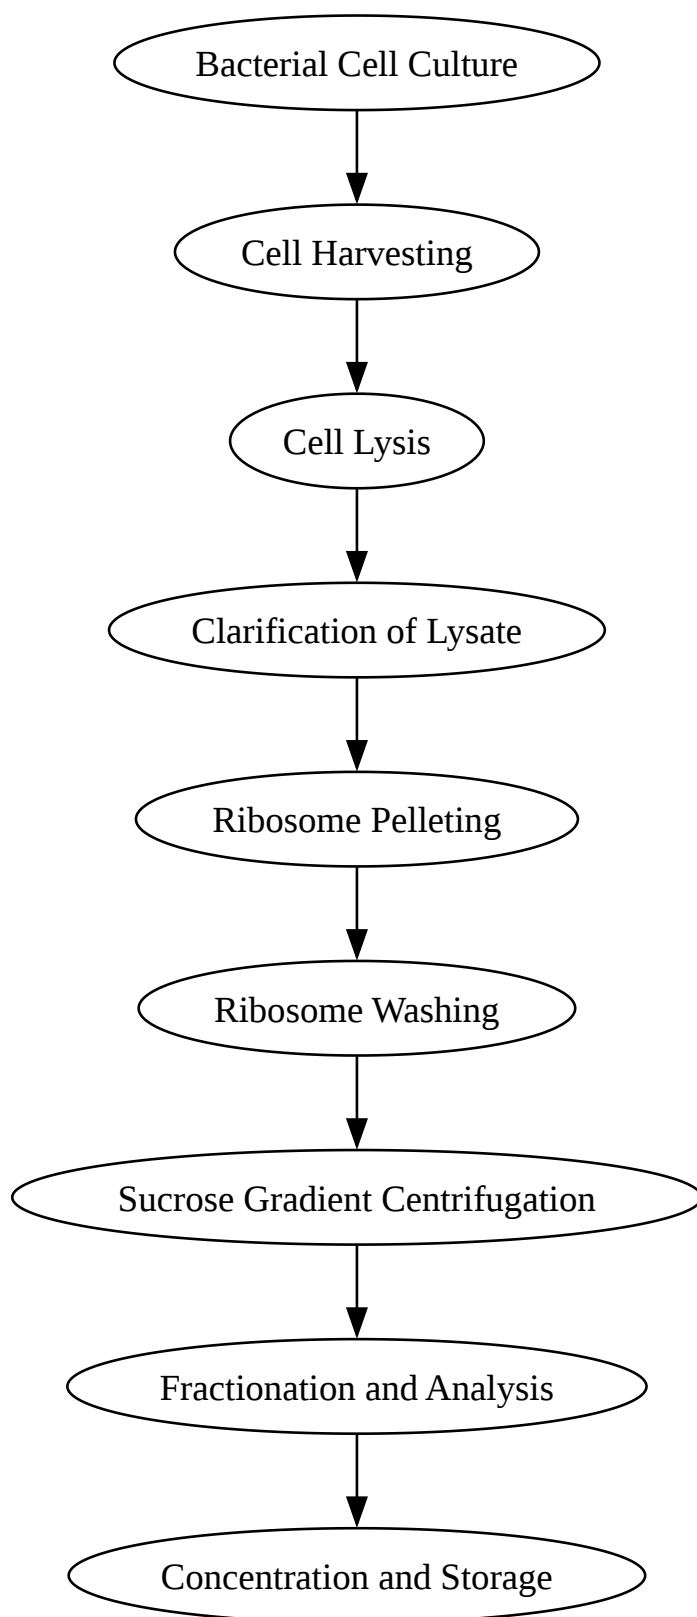 Bacterial Cell Culture
Cell Harvesting
Cell Lysis
Clarification of Lysate
Ribosome Pelleting
Ribosome Washing
Sucrose Gradient Centrifugation
Fractionation and Analysis
Concentration and Storage